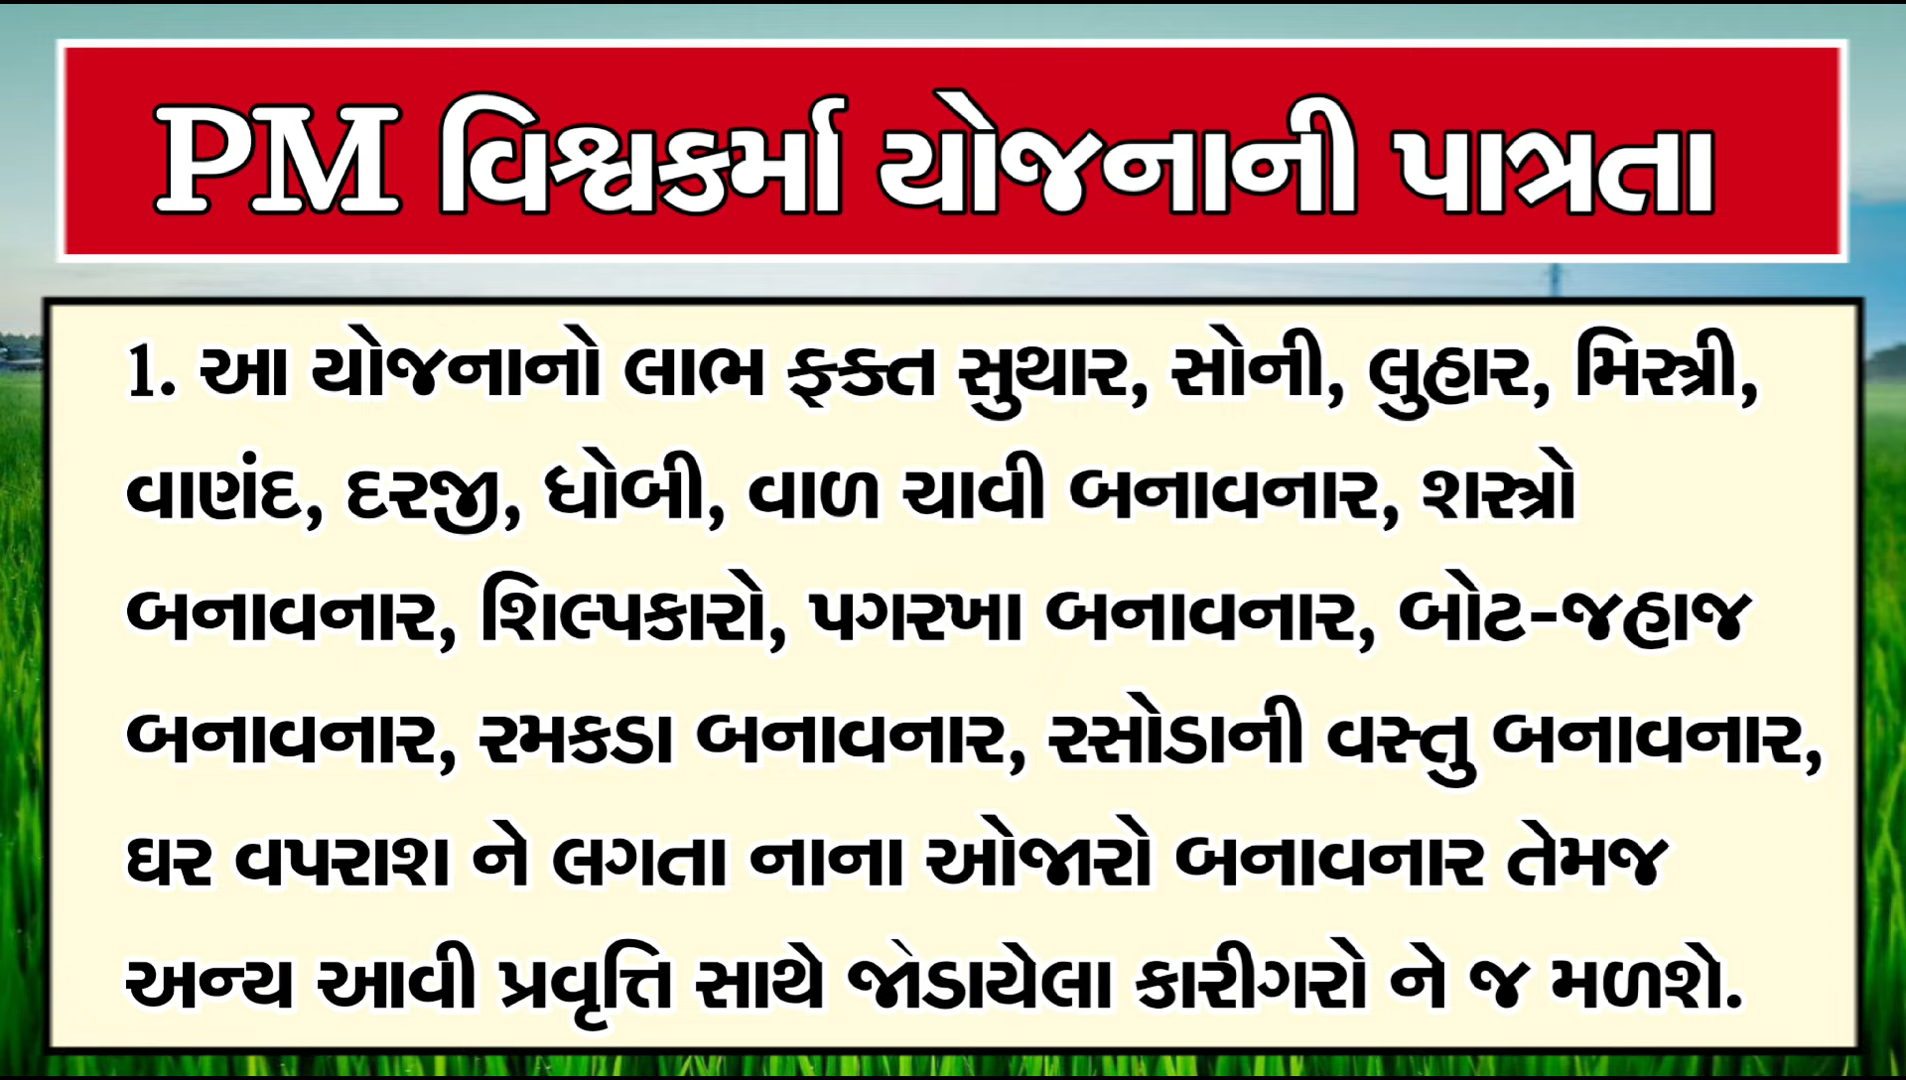 PM વિશ્વકર્મા યોજનાની પાત્રતા
1. આ યોજનાનો લાભ ફક્ત સુથાર, સોની, લુહાર, મિસ્ત્રી,
વાણંદ, દરજી, ધોબી, વાળ ચાવી બનાવનાર, શસ્ત્રો
બનાવનાર, શિલ્પકારો, પગરખા બનાવનાર, બોટ-જહાજ
બનાવનાર, રમકડા બનાવનાર, રસોડાની વસ્તુ બનાવનાર,
ઘર વપરાશ ને લગતા નાના ઓજારો બનાવનાર તેમજ
અન્ય આવી પ્રવૃત્તિ સાથે જોડાયેલા કારીગરો ને જ મળશે.